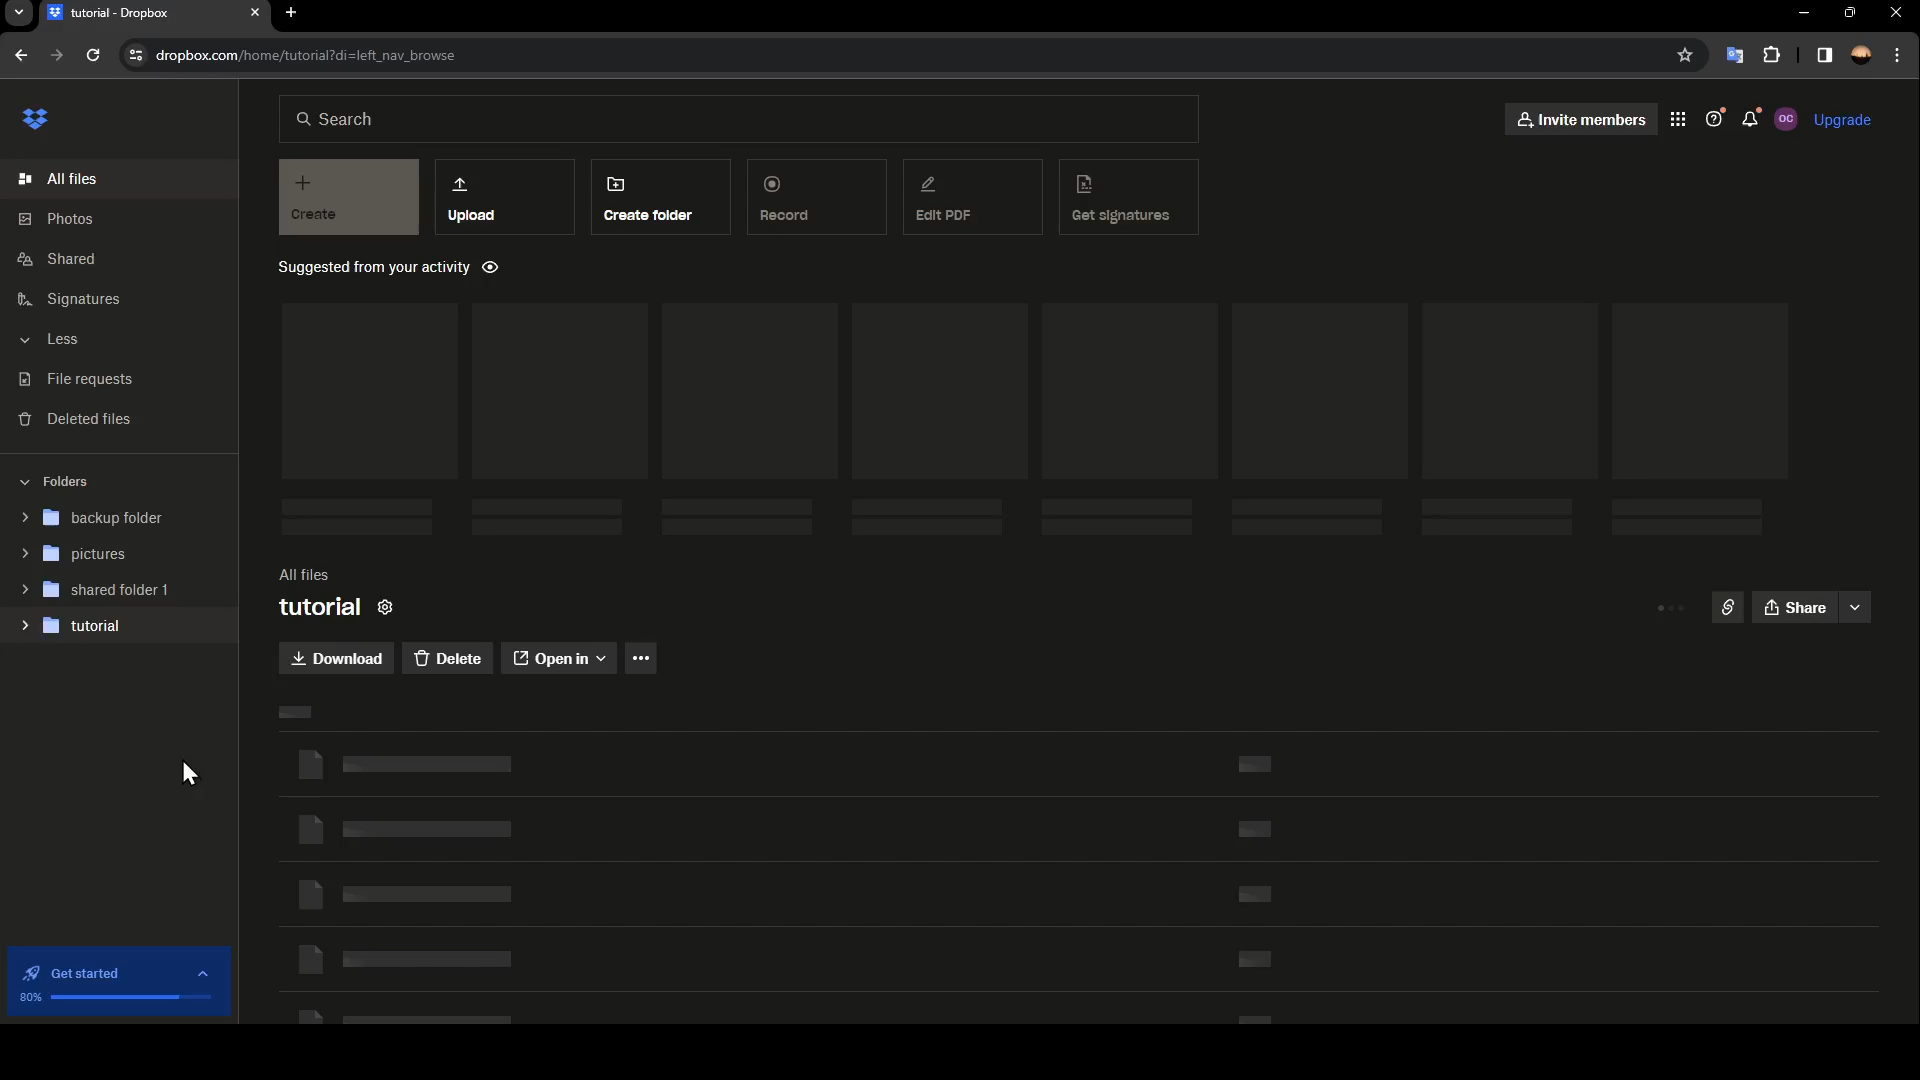 tutorial - Dropbox
dropbox.com/home/tutorial?di=left_nav_browse
Search
Invite members
OC
Upgrade
All files
Photos
Shared
Signatures
Less
File requests
Deleted files
Folders
backup folder
pictures
shared folder 1
tutorial
Get started
80%
Create
Upload
Create folder
Record
Edit PDF
Get signatures
Suggested from your activity
All files
tutorial
Share
Download
Delete
Open in